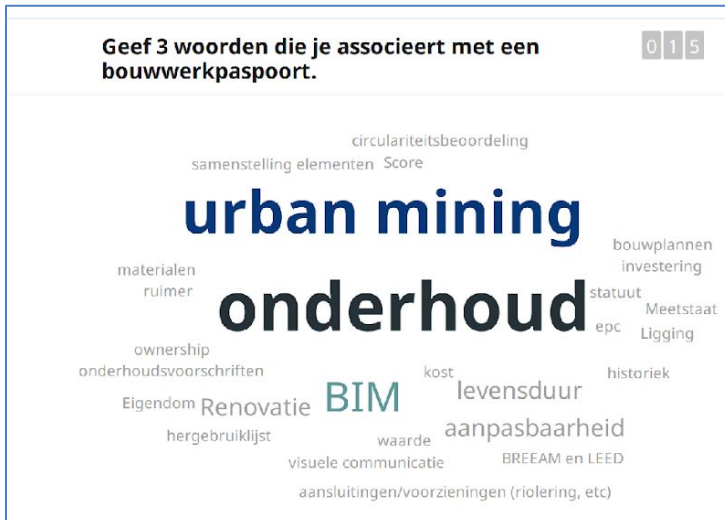 Geef 3 woorden die je associeert met een
bouwwerkpaspoort.
0 1 5
circulariteitsbeoordeling
samenstelling elementen
Score
urban mining
bouwplannen
investering
materialen
ruimer
onderhoud
statuut
Meetstaat
epc
Ligging
ownership
onderhoudsvoorschriften
kost
historiek
Eigendom
Renovatie
BIM
levensduur
hergebruiklijst
waarde
aanpasbaarheid
visuele communicatie
BREEAM en LEED
aansluitingen/voorzieningen (riolering, etc)